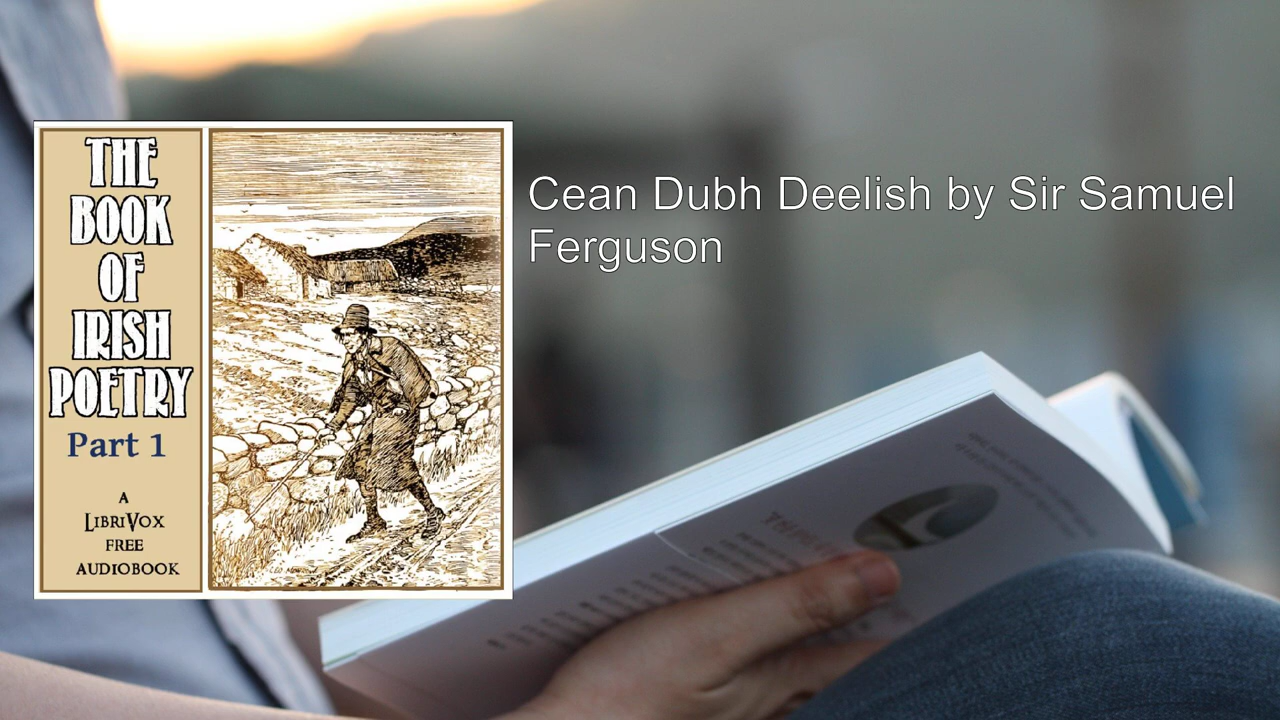 THE
BOOK
OF
IRISH
POETRY
Part 1
A
LIBRIVOX
FREE
AUDIOBOOK
Cean Dubh Deelish by Sir Samuel
Ferguson